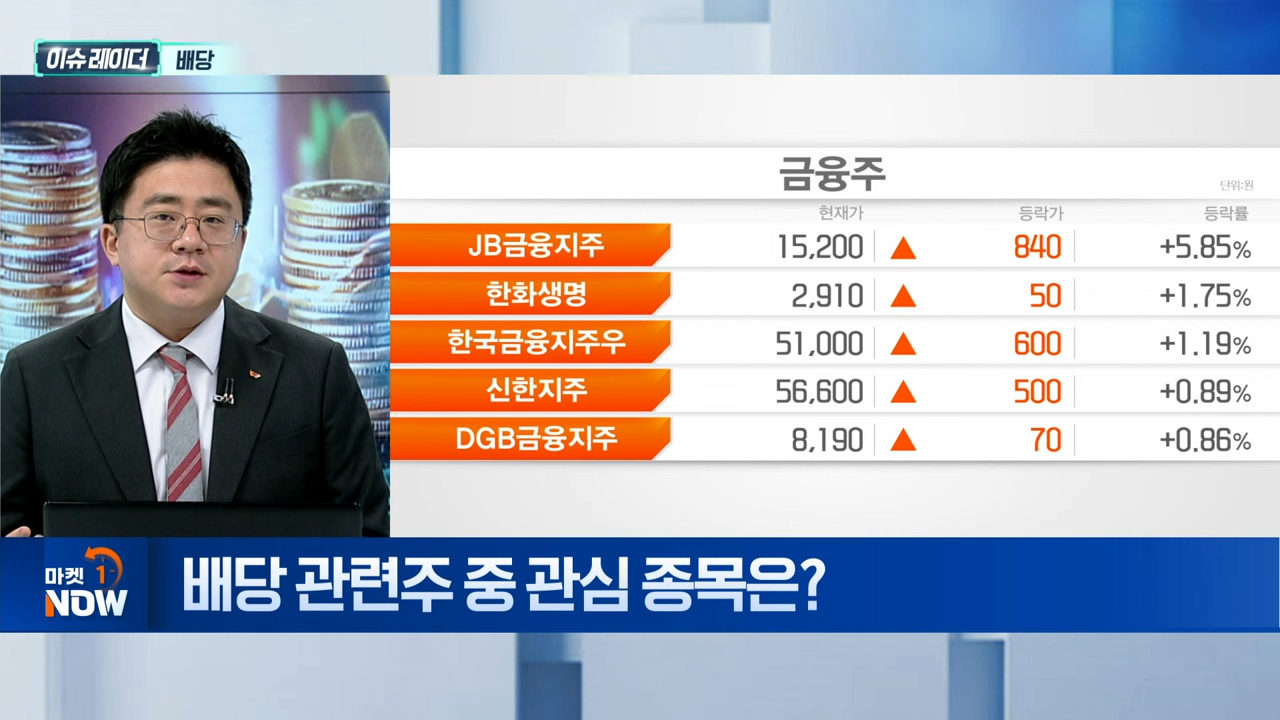 이슈 레이더 배당
금융주
단위:원
현재가 등락가 등락률
JB금융지주 15,200 ▲ 840 +5.85%
한화생명 2,910 ▲ 50 +1.75%
한국금융지주우 51,000 ▲ 600 +1.19%
신한지주 56,600 ▲ 500 +0.89%
DGB금융지주 8,190 ▲ 70 +0.86%
마켓 1
NOW
배당 관련주 중 관심 종목은?